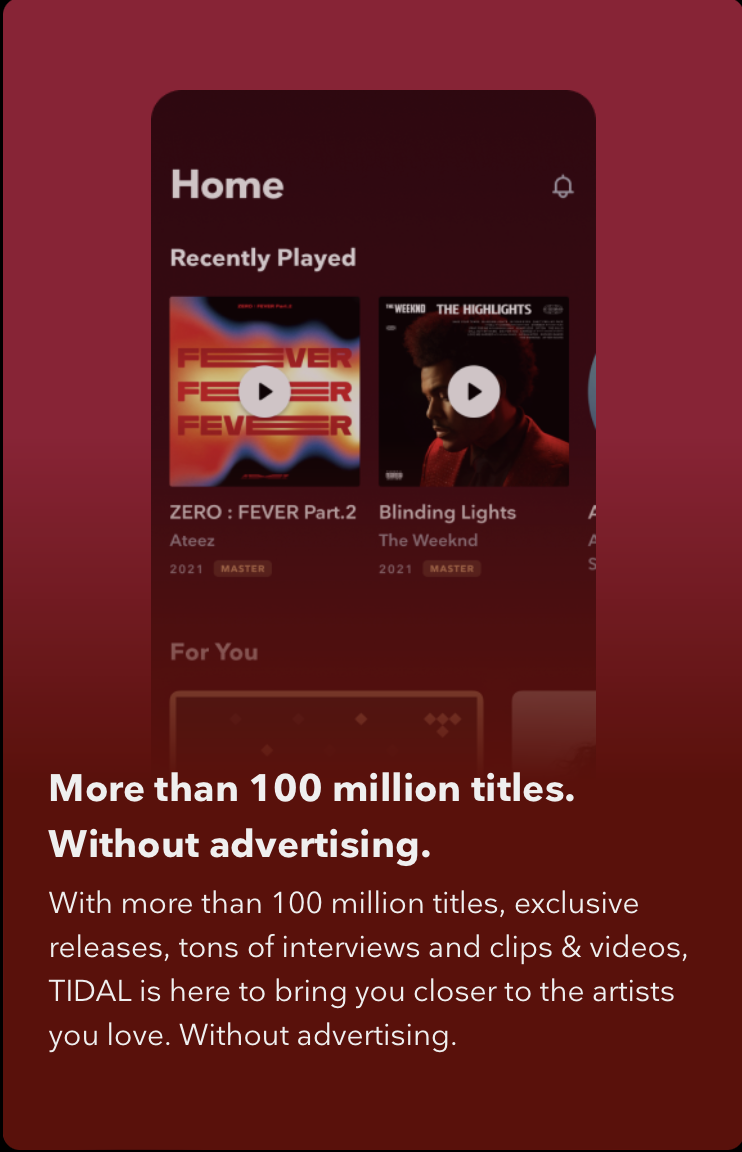 Home
Recently Played
ZERO : FEVER Part.2
FEVER
FEVER
FEVER
THE WEEKND THE HIGHLIGHTS
ZERO : FEVER Part.2
Ateez
2021 MASTER
Blinding Lights
The Weeknd
2021 MASTER
A
A
S
For You
More than 100 million titles.
Without advertising.
With more than 100 million titles, exclusive
releases, tons of interviews and clips & videos,
TIDAL is here to bring you closer to the artists
you love. Without advertising.